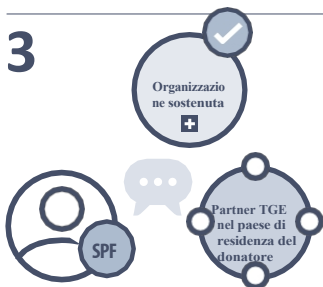 3
Organizzazio
ne sostenuta
SPF
Partner TGE
nel paese di
residenza del
donatore